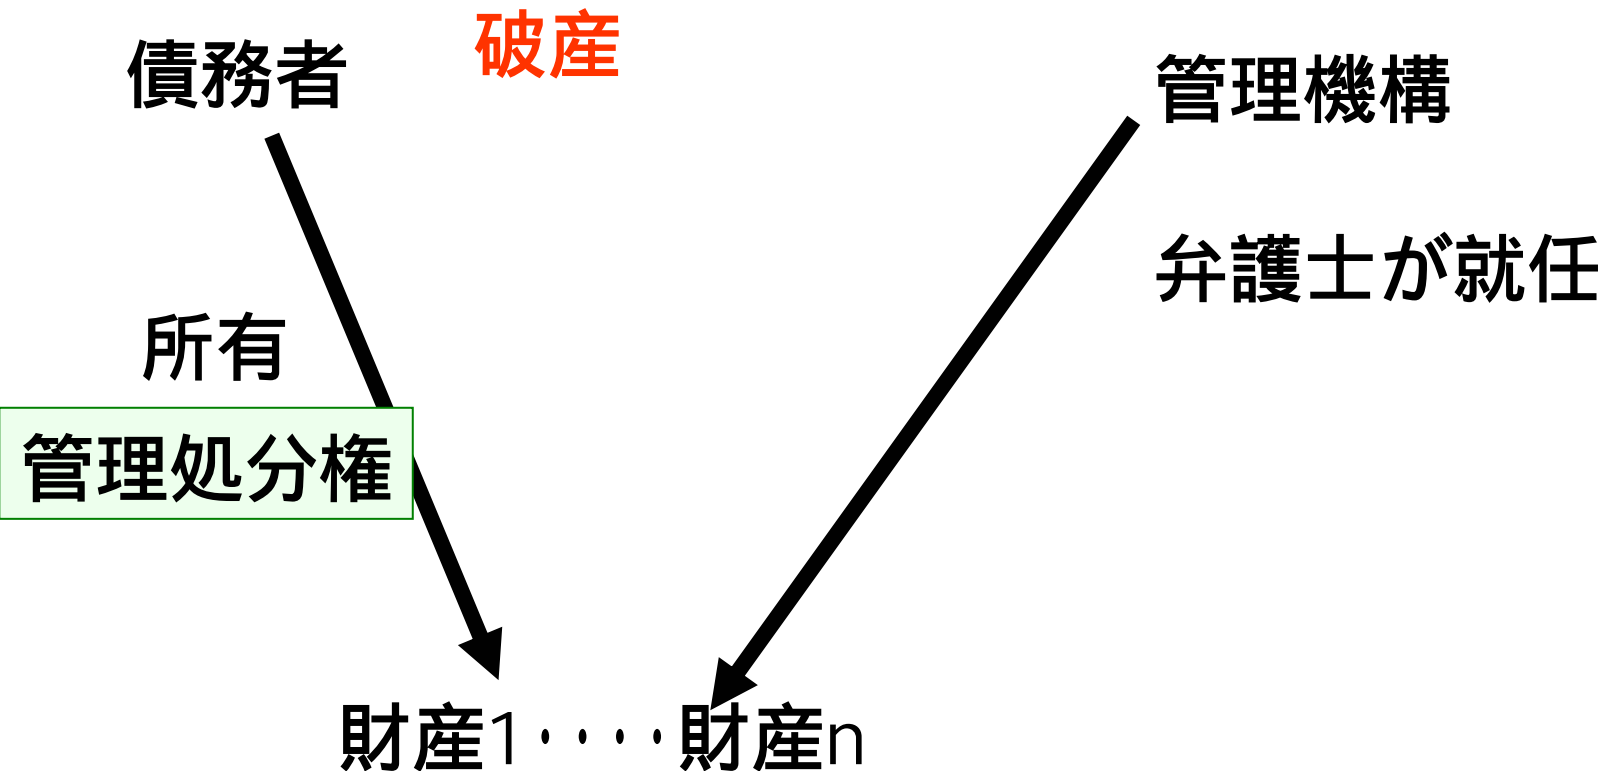 破産
債務者
管理機構
弁護士が就任
所有
管理処分権
財産1････財産n